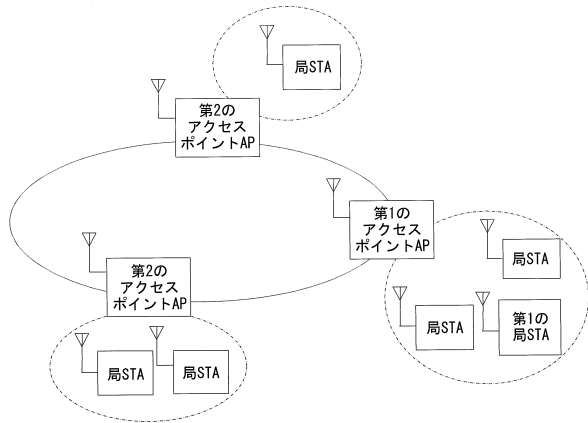 局STA
第2の
アクセス
ポイントAP
第1の
アクセス
ポイントAP
局STA
第2の
アクセス
ポイントAP
局STA
第1の
局STA
局STA
局STA